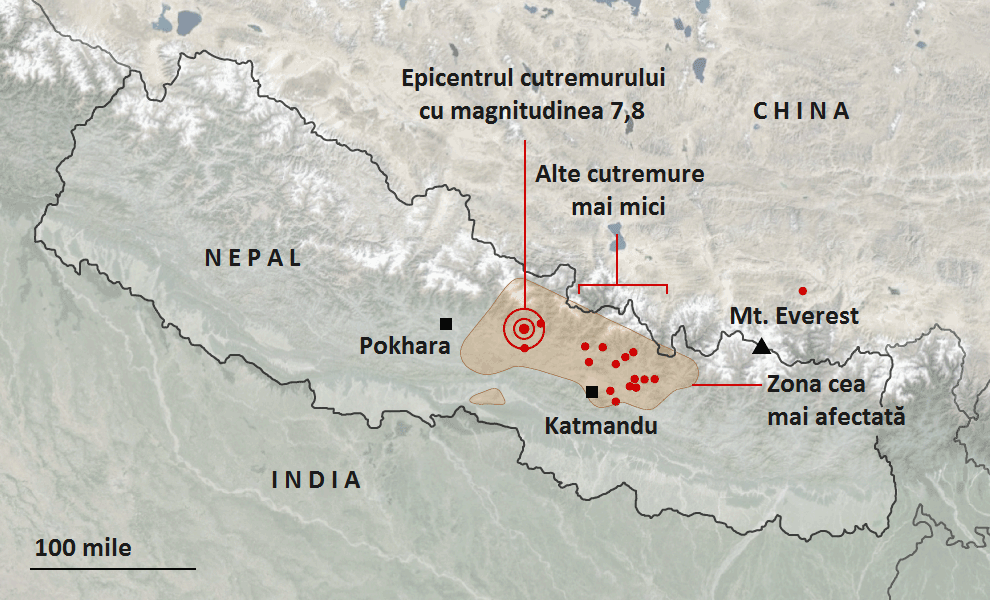 Epicentrul cutremurului
cu magnitudinea 7,8
CHINA
Alte cutremure
mai mici
NEPAL
Mt. Everest
Pokhara
Zona cea
mai afectată
Katmandu
INDIA
100 mile